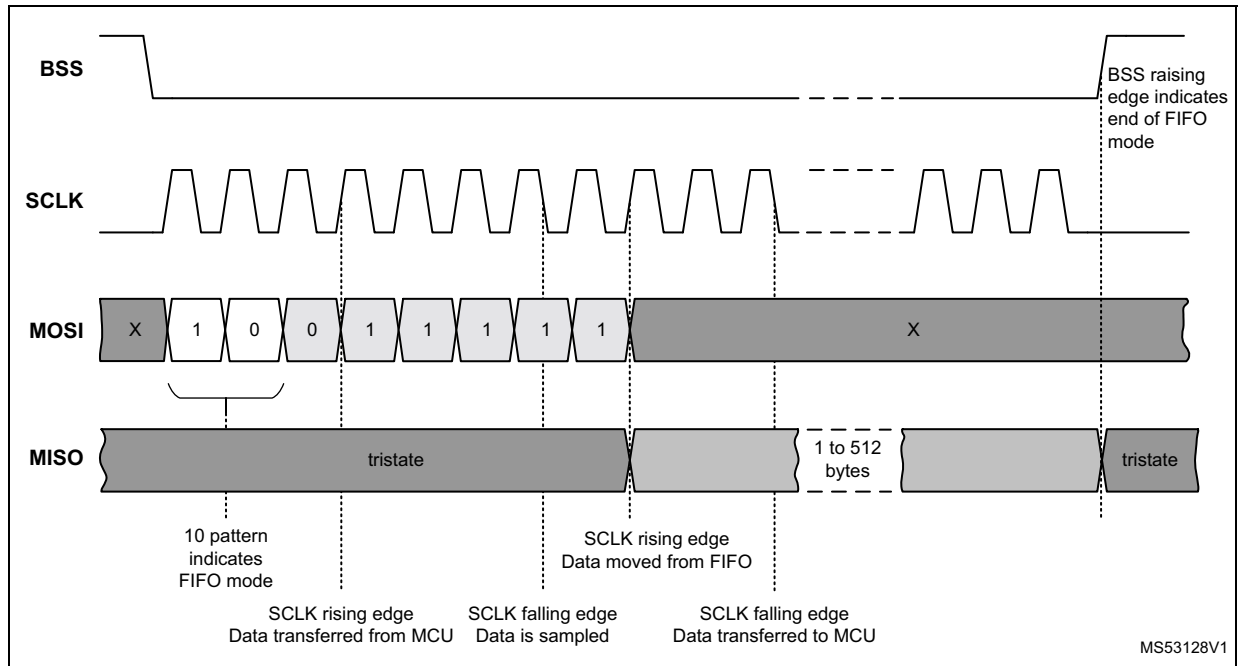 BSS
BSS raising
edge indicates
end of FIFO
mode
SCLK
MOSI
X 1 0 0 1 1 1 1 1 X
MISO
tristate
1 to 512
bytes
tristate
10 pattern
indicates
FIFO mode
SCLK rising edge
Data moved from FIFO
SCLK rising edge
Data transferred from MCU
SCLK falling edge
Data is sampled
SCLK falling edge
Data transferred to MCU
MS53128V1